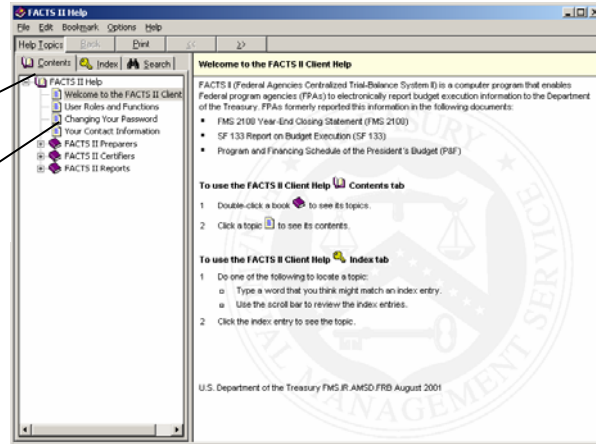 FACTS II Help
File Edit Bookmark Options Help
Help Topics Back Print << >>
Contents Index Search
FACTS II Help
Welcome to the FACTS II Client
User Roles and Functions
Changing Your Password
Your Contact Information
FACTS II Preparers
FACTS II Certifiers
FACTS II Reports
Welcome to the FACTS II Client Help
FACTS II (Federal Agencies Centralized Trial-Balance System II) is a computer program that enables
Federal program agencies (FPAs) to electronically report budget execution information to the Department
of the Treasury. FPAs formerly reported this information in the following documents:
▪ FMS 2108 Year-End Closing Statement (FMS 2108)
▪ SF 133 Report on Budget Execution (SF 133)
▪ Program and Financing Schedule of the President's Budget (P&F)
To use the FACTS II Client Help Contents tab
1 Double-click a book to see its topics.
2 Click a topic to see its contents.
To use the FACTS II Client Help Index tab
1 Do one of the following to locate a topic:
Type a word that you think might match an index entry.
Use the scroll bar to review the index entries.
2 Click the index entry to see the topic.
U.S. Department of the Treasury FMS.IR.AMSD.FRB August 2001